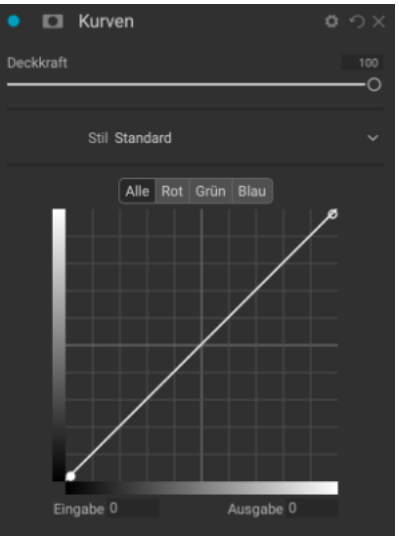 Kurven
Deckkraft 100
Stil Standard
Alle Rot Grün Blau
Eingabe 0 Ausgabe 0